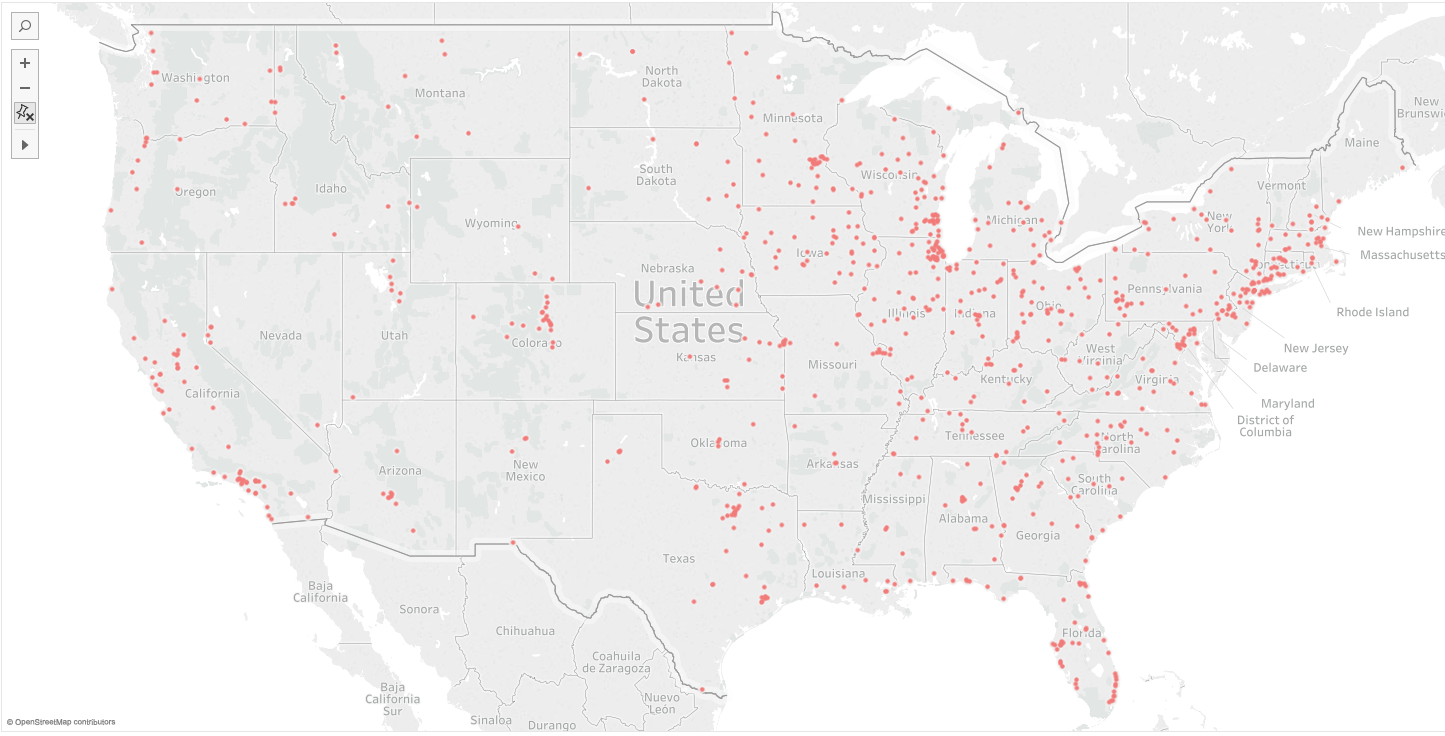 New
Brunswi
Maine
North
Dakota
Washington
Montana
Minnesota
Vermont
South
Dakota
Wisconsin
Oregon
Idaho
Michigan
New
York
Wyoming
New Hampshire
Massachusetts
Iowa
Connecticut
Nebraska
United
States
Pennsylvania
Ohio
Illinois
Indiana
Rhode Island
Nevada
Utah
Colorado
West
Virginia
New Jersey
Kansas
Missouri
Delaware
Kentucky
Virginia
California
Maryland
District of
Columbia
Oklahoma
Tennessee
North
Carolina
Arizona
New
Mexico
Arkansas
South
Carolina
Mississippi
Alabama
Georgia
Texas
Louisiana
Baja
California
Sonora
Chihuahua
Florida
Coahuila
de Zaragoza
Baja
California
Sur
Nuevo
León
Sinaloa
Durango
© OpenStreetMap contributors